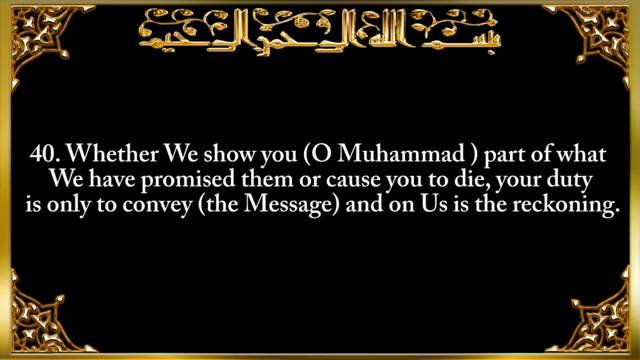 بسم الله الرحمن الرحيم
40. Whether We show you (O Muhammad ) part of what
We have promised them or cause you to die, your duty
is only to convey (the Message) and on Us is the reckoning.